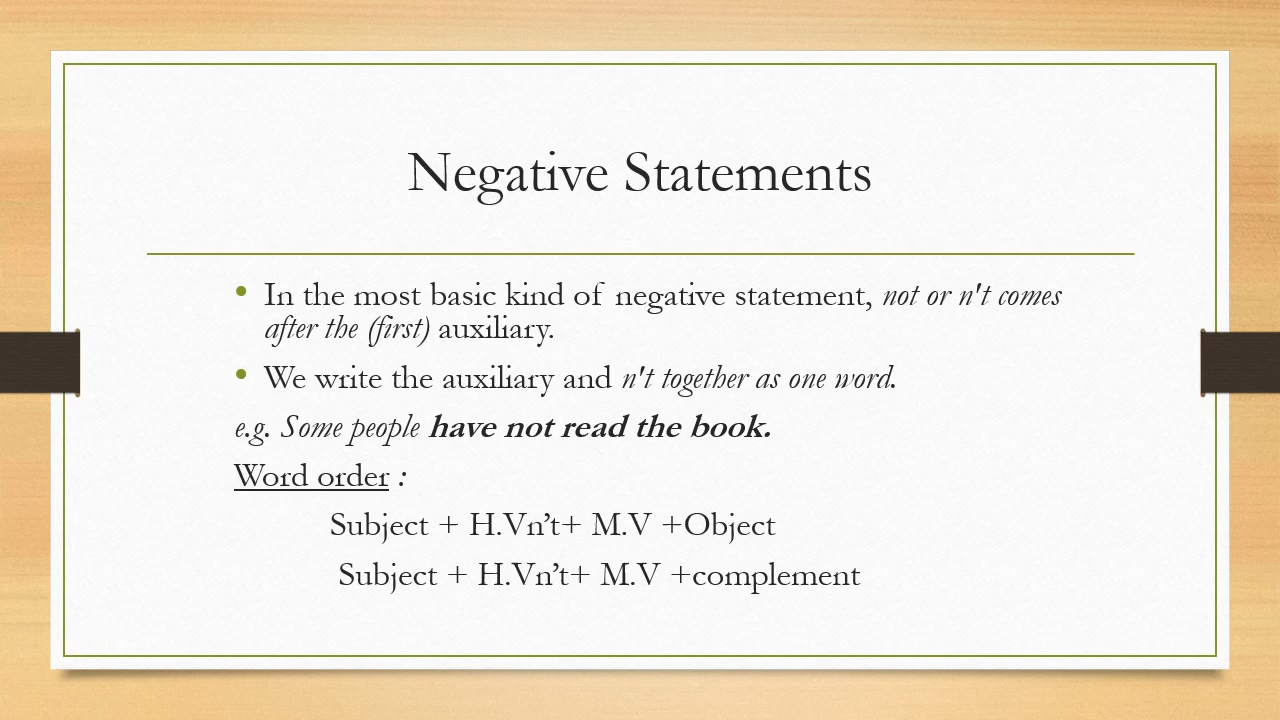 Negative Statements
• In the most basic kind of negative statement, not or n't comes
after the (first) auxiliary.
• We write the auxiliary and n't together as one word.
e.g. Some people have not read the book.
Word order :
Subject + H.Vn’t+ M.V +Object
Subject + H.Vn’t+ M.V +complement